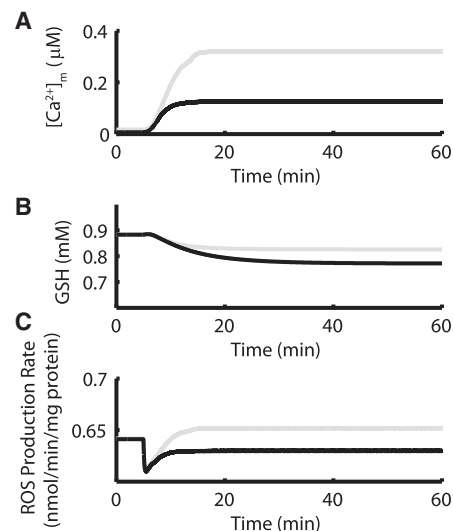 A
[Ca²⁺]ₘ (μM)
0.4
0.2
0
0 20 40 60
Time (min)
B
GSH (mM)
0.9
0.8
0.7
0 20 40 60
Time (min)
C
ROS Production Rate
(nmol/min/mg protein)
0.7
0.65
0 20 40 60
Time (min)